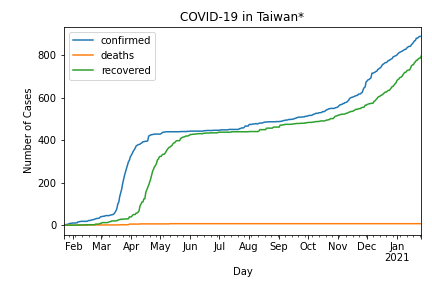 COVID-19 in Taiwan*
confirmed
deaths
recovered
Number of Cases
800
600
400
200
0
Feb Mar Apr May Jun Jul Aug Sep Oct Nov Dec Jan
2021
Day